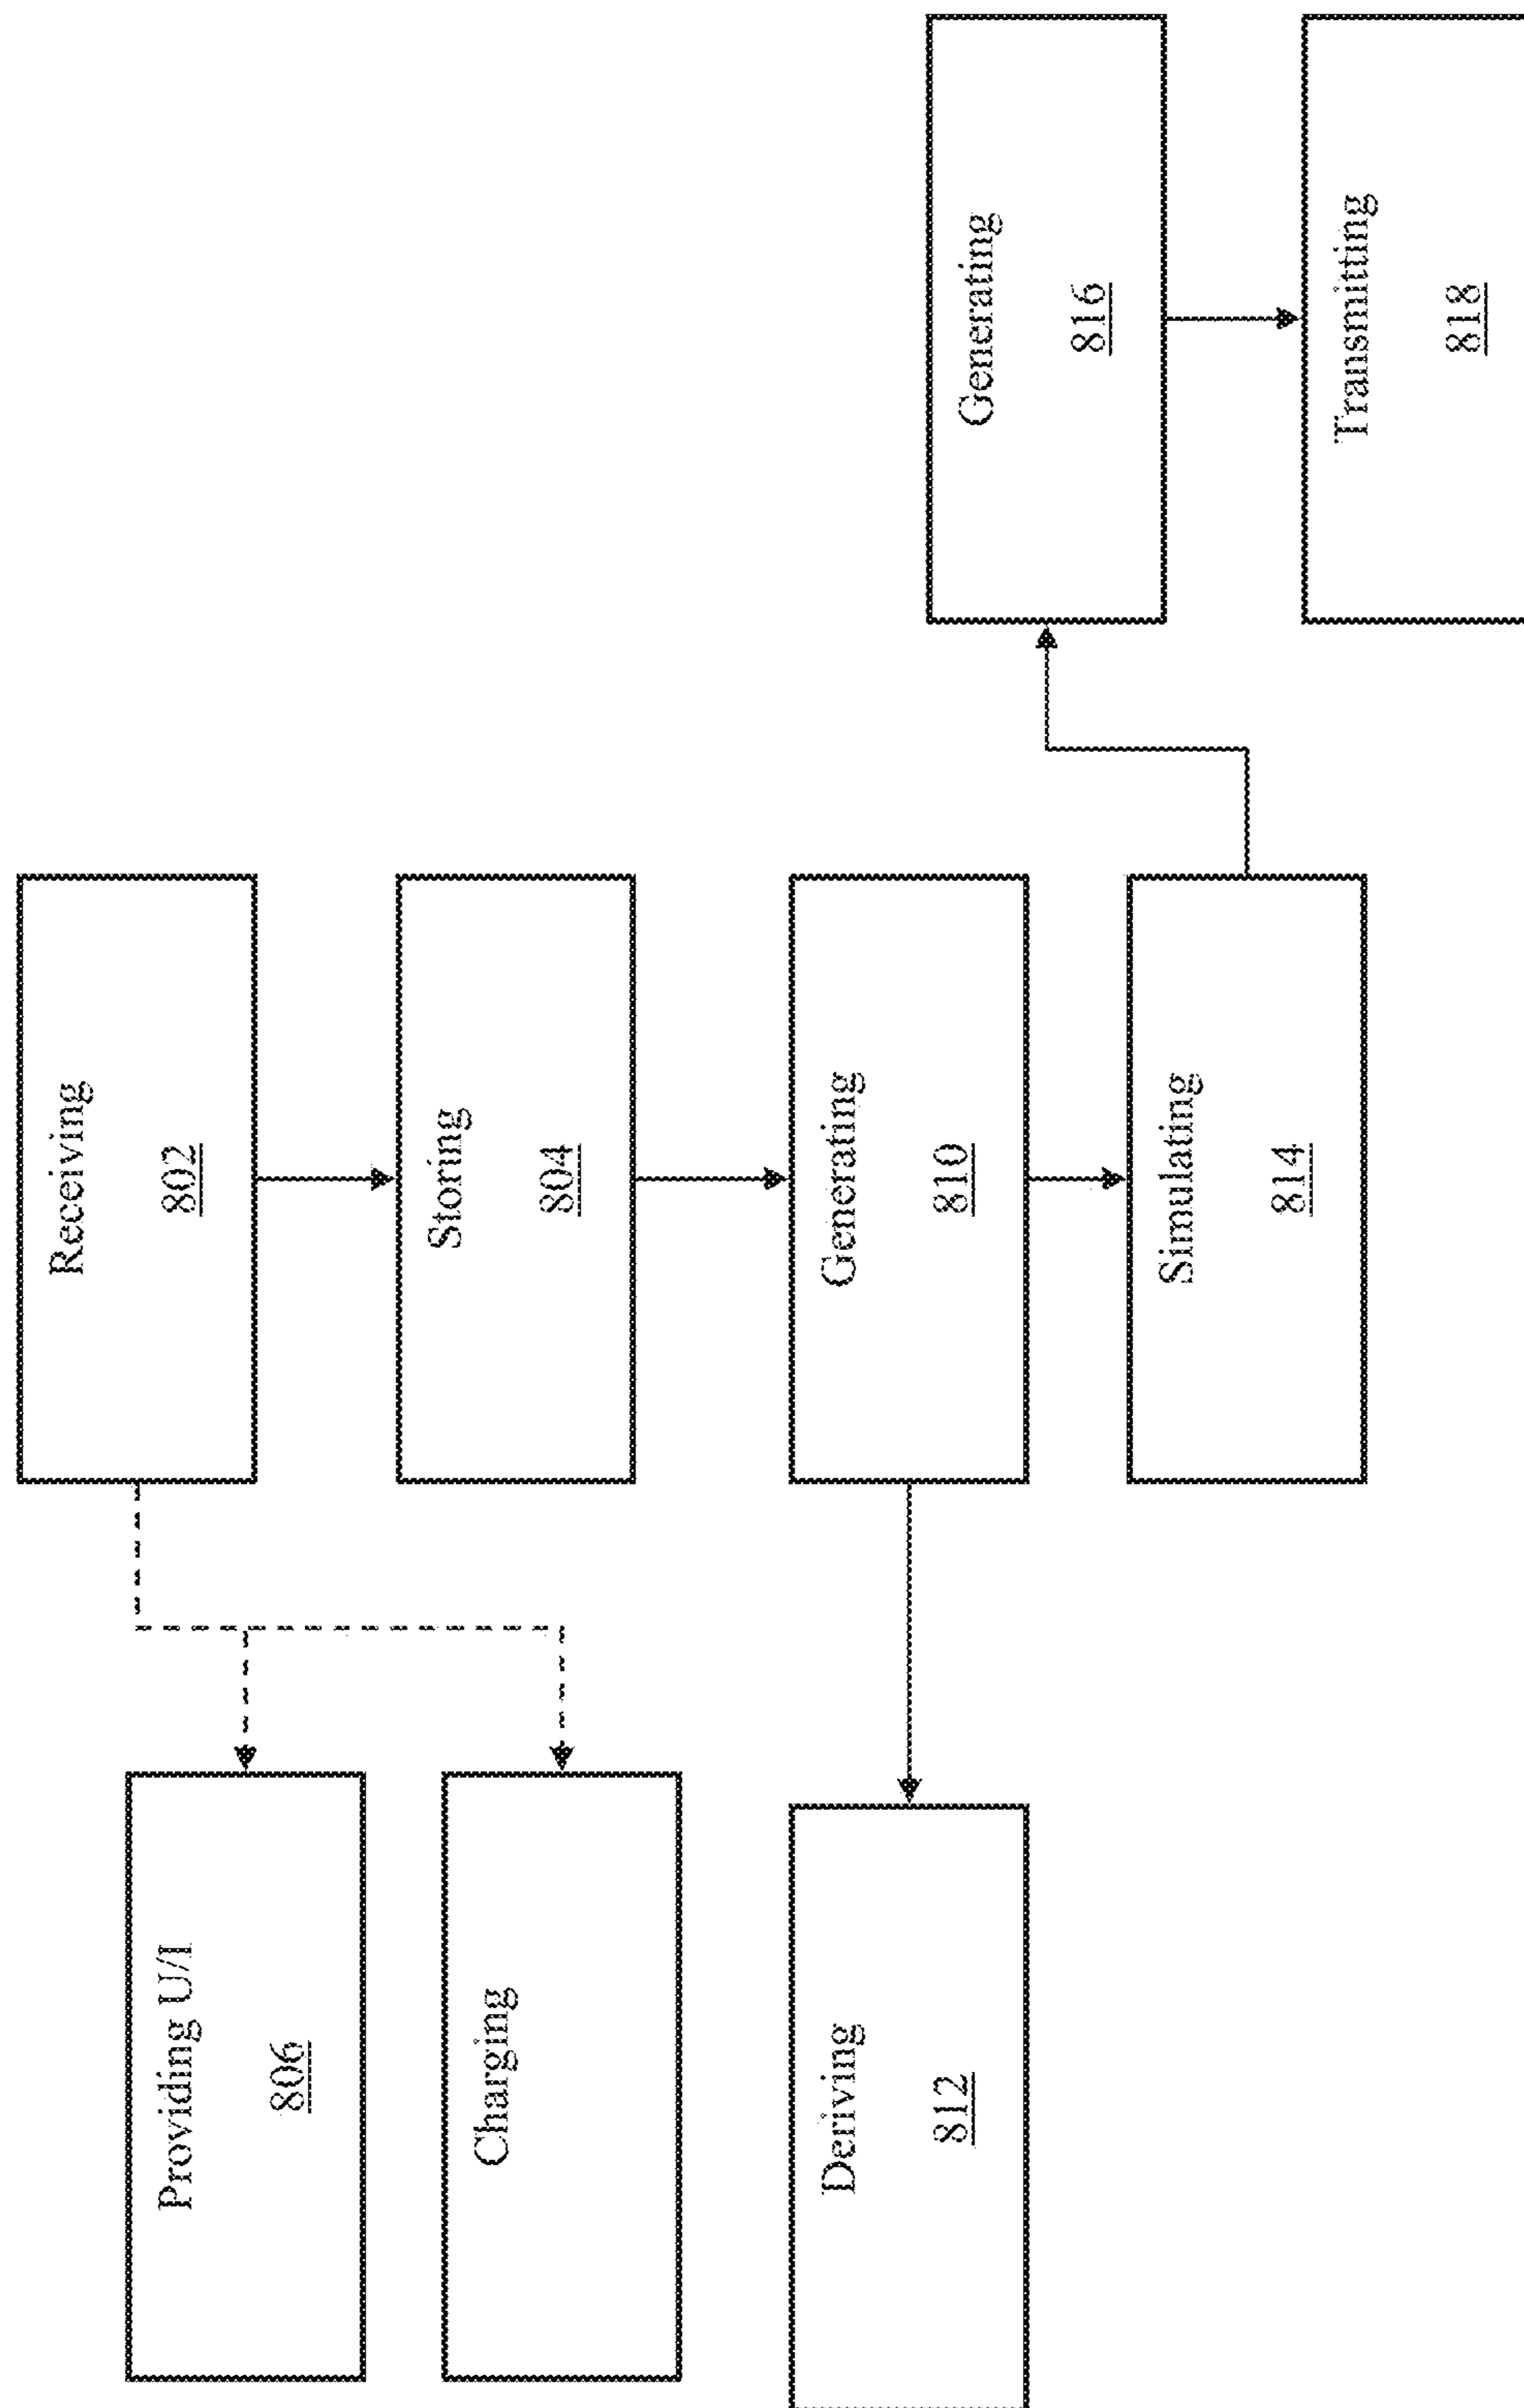 Receiving
802
Storing
804
Providing U/I
806
Charging
Generating
810
Deriving
812
Simulating
814
Generating
816
Transmitting
818